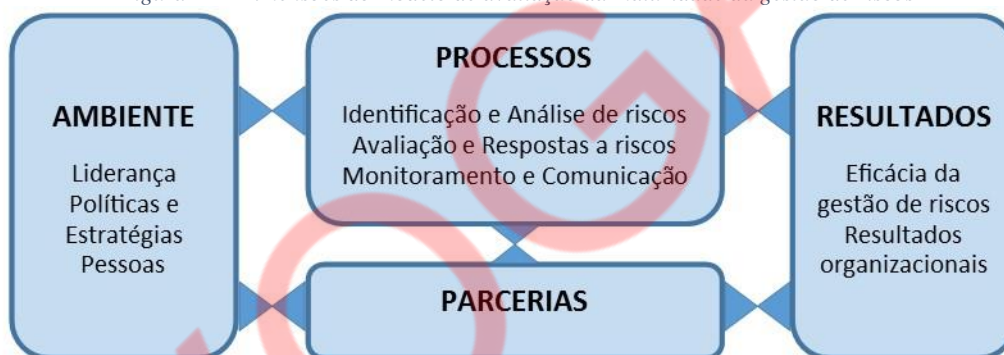 AMBIENTE
Liderança
Políticas e
Estratégias
Pessoas
PROCESSOS
Identificação e Análise de riscos
Avaliação e Respostas a riscos
Monitoramento e Comunicação
PARCERIAS
RESULTADOS
Eficácia da
gestão de riscos
Resultados
organizacionais